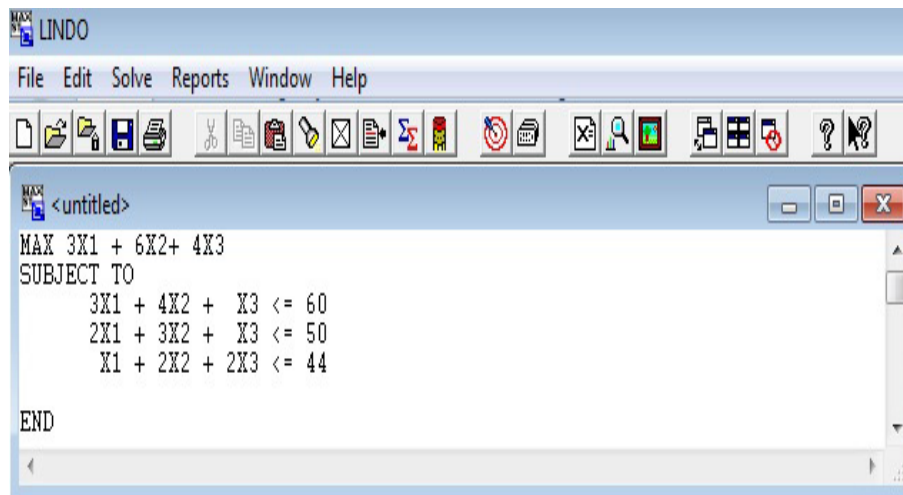 LINDO
File Edit Solve Reports Window Help
<untitled>
MAX 3X1 + 6X2+ 4X3
SUBJECT TO
3X1 + 4X2 + X3 <= 60
2X1 + 3X2 + X3 <= 50
X1 + 2X2 + 2X3 <= 44
END